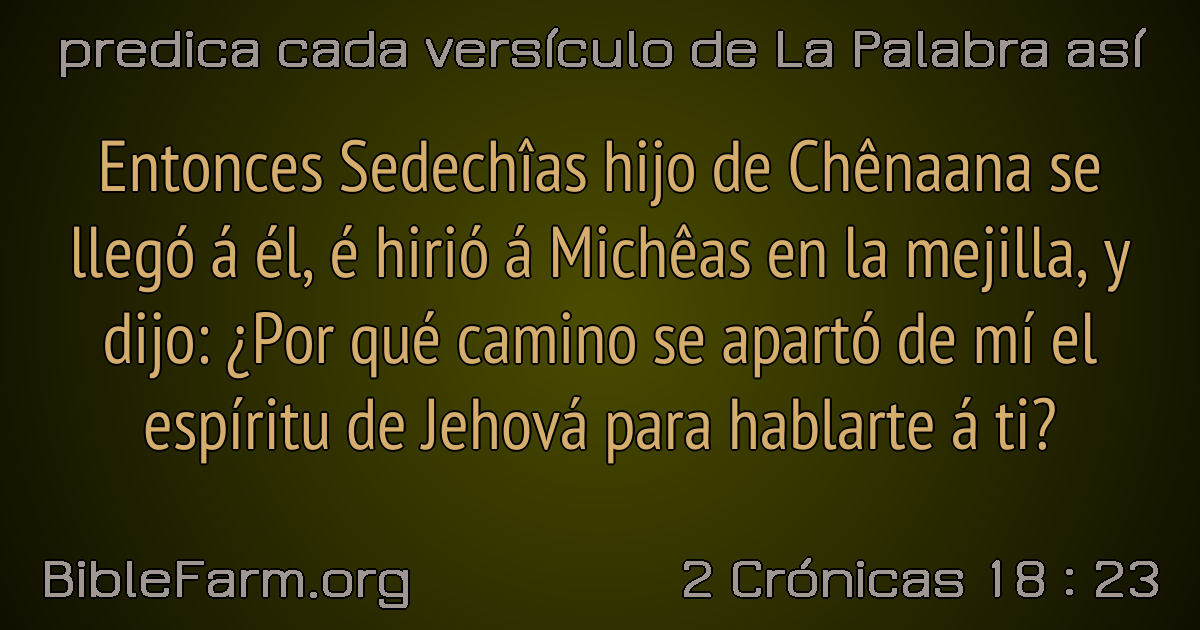 predica cada versículo de La Palabra así
Entonces Sedechîas hijo de Chênaana se
llegó á él, é hirió á Michêas en la mejilla, y
dijo: ¿Por qué camino se apartó de mí el
espíritu de Jehová para hablarte á ti?
BibleFarm.org
2 Crónicas 18 : 23